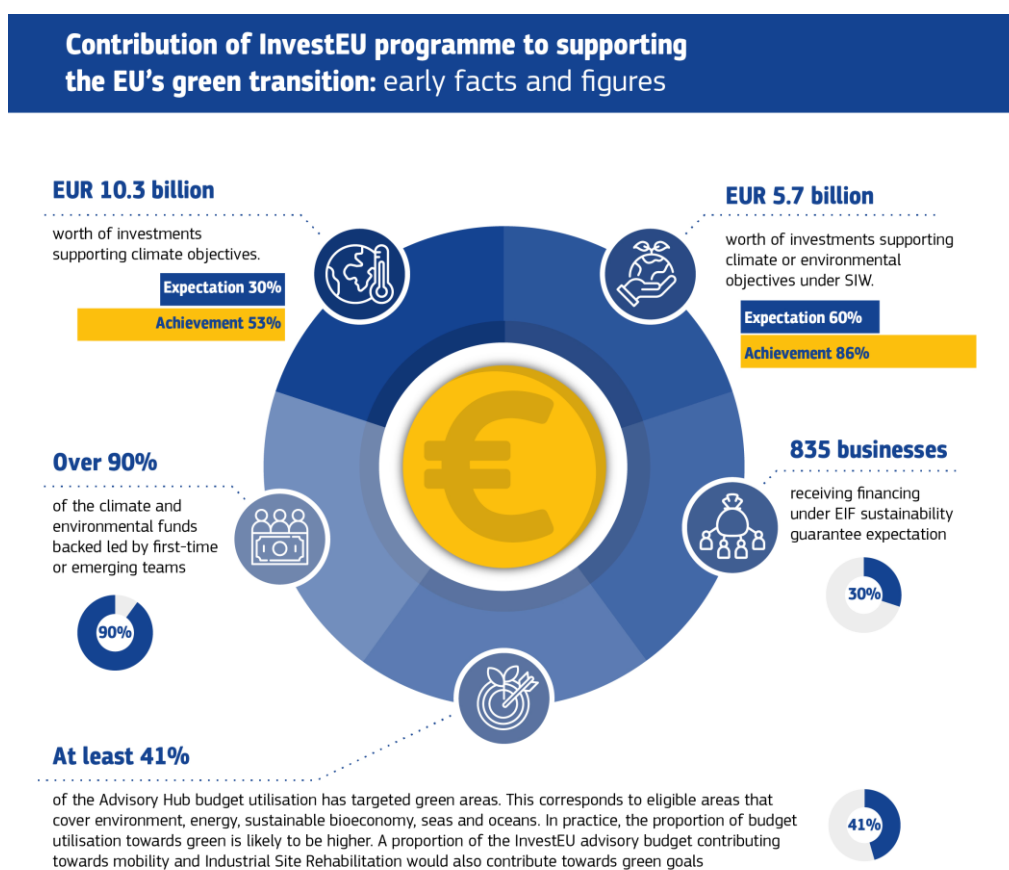 Contribution of InvestEU programme to supporting
the EU's green transition: early facts and figures
EUR 10.3 billion
worth of investments
supporting climate objectives.
Expectation 30%
Achievement 53%
EUR 5.7 billion
worth of investments supporting
climate or environmental
objectives under SIW.
Expectation 60%
Achievement 86%
€
Over 90%
of the climate and
environmental funds
backed led by first-time
or emerging teams
90%
835 businesses
receiving financing
under EIF sustainability
guarantee expectation
30%
At least 41%
of the Advisory Hub budget utilisation has targeted green areas. This corresponds to eligible areas that
cover environment, energy, sustainable bioeconomy, seas and oceans. In practice, the proportion of budget
utilisation towards green is likely to be higher. A proportion of the InvestEU advisory budget contributing
towards mobility and Industrial Site Rehabilitation would also contribute towards green goals
41%